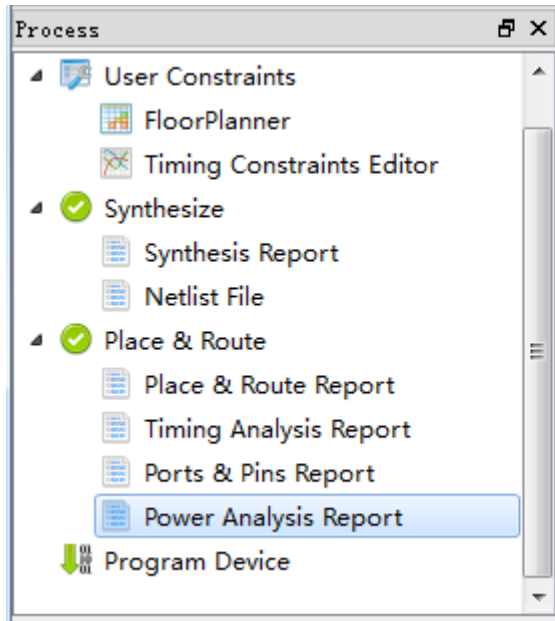 Process
User Constraints
FloorPlanner
Timing Constraints Editor
Synthesize
Synthesis Report
Netlist File
Place & Route
Place & Route Report
Timing Analysis Report
Ports & Pins Report
Power Analysis Report
Program Device